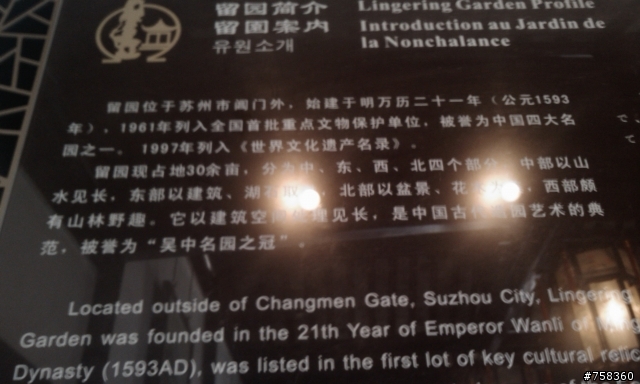 留园简介
留園案内
유원소개
Lingering Garden Profile
Introduction au Jardin de
la Nonchalance
留园位于苏州市阊门外，始建于明万历二十一年（公元1593
年），1961年列入全国首批重点文物保护单位，被誉为中国四大名
园之一。1997年列入《世界文化遗产名录》。
留园现占地30余亩，分为中、东、西、北四个部分，中部以山
水见长，东部以建筑、湖石 ，北部以盆景、花木 ，西部颇
有山林野趣。它以建筑空间 理见长，是中国古代 园艺术的典
范，被誉为“吴中名园之冠”。
Located outside of Changmen Gate, Suzhou City, Lingering
Garden was founded in the 21th Year of Emperor Wanli of
Dynasty (1593AD), was listed in the first lot of key cultural relic
#758360